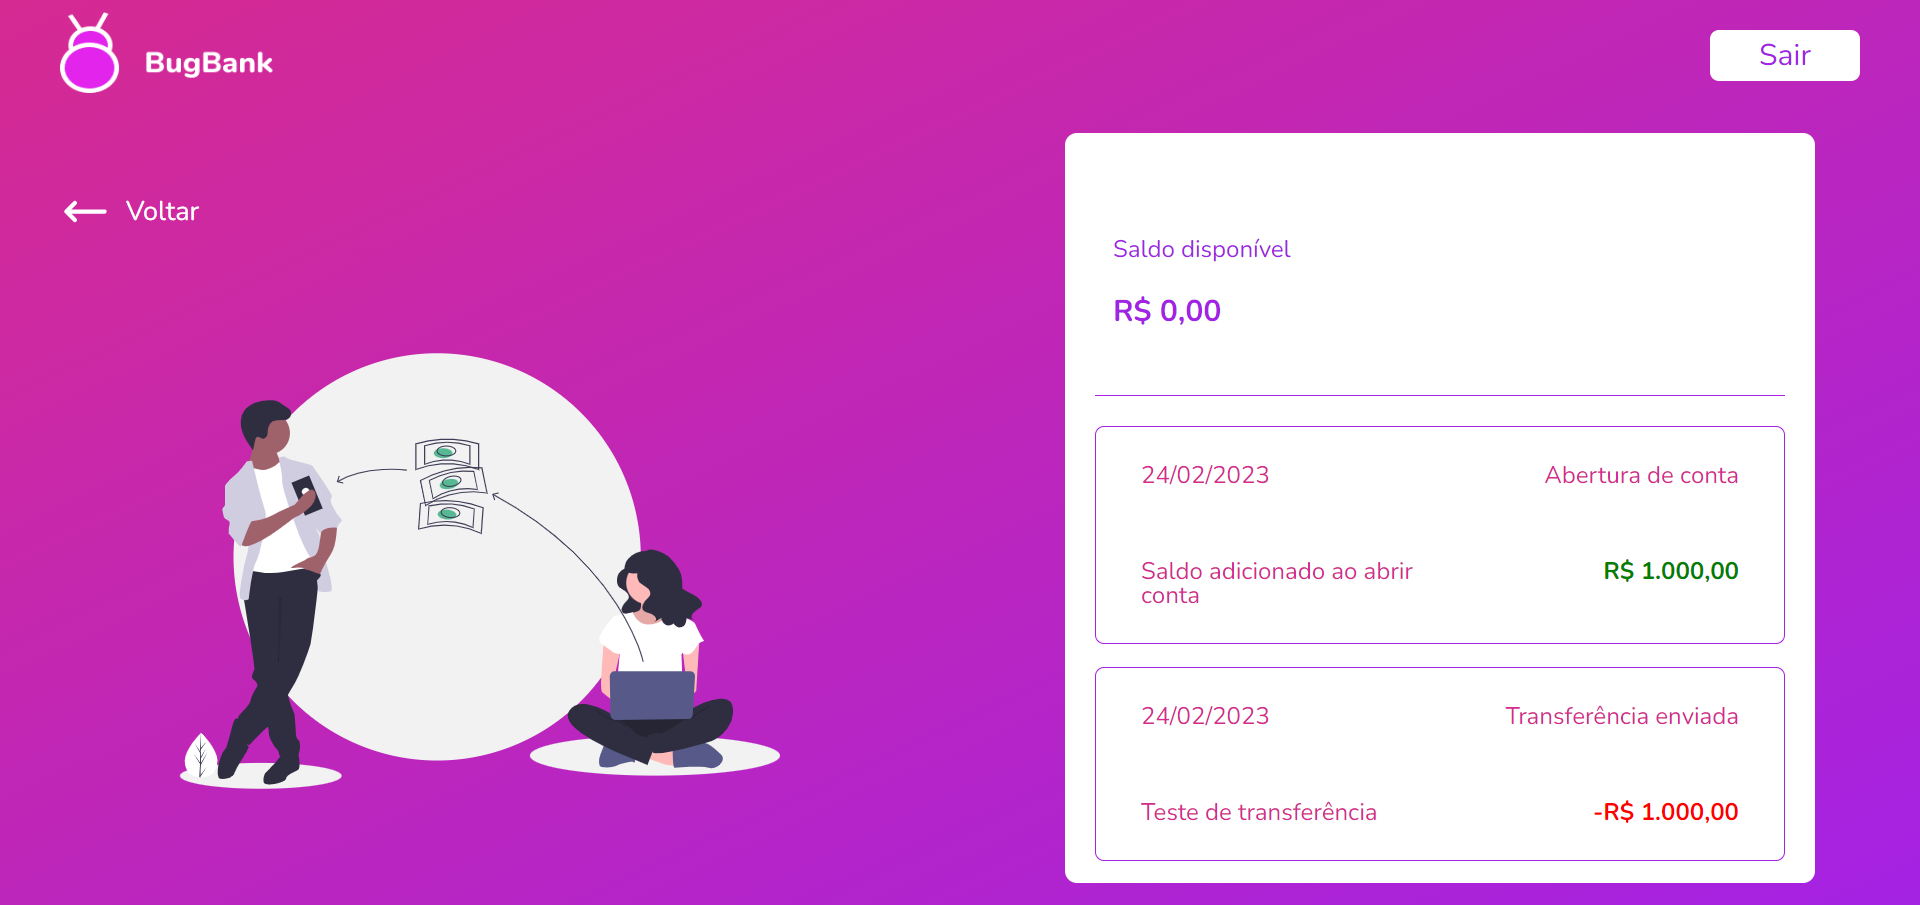 BugBank
Sair
Voltar
Saldo disponível
R$ 0,00
24/02/2023
Abertura de conta
Saldo adicionado ao abrir
conta
R$ 1.000,00
24/02/2023
Transferência enviada
Teste de transferência
-R$ 1.000,00